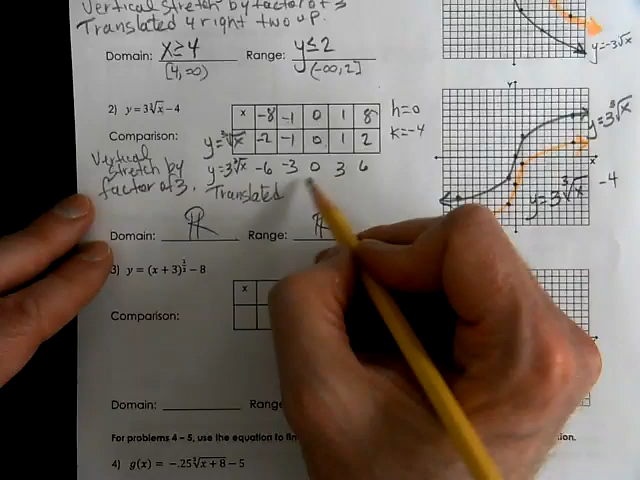 Vertical stretch by factor of 3
Translated 4 right two up.
Domain: x≥4 Range: y≤2
[4,∞) (-∞,2]
y=-3√x
2) y = 3∛x − 4
x -8 -1 0 1 8
h=0
Comparison:
y=∛x -2 -1 0 1 2
k=-4
y=3∛x
Vertical stretch by factor of 3.
y=3∛x -6 -3 0 3 6
Translated
y=3∛x -4
Domain: ℝ Range: ℝ
3) y = (x + 3)
− 8
x
Comparison:
Domain: Range
For problems 4 – 5, use the equation to fin
ion.
4) g(x) = −.25∛x + 8 − 5